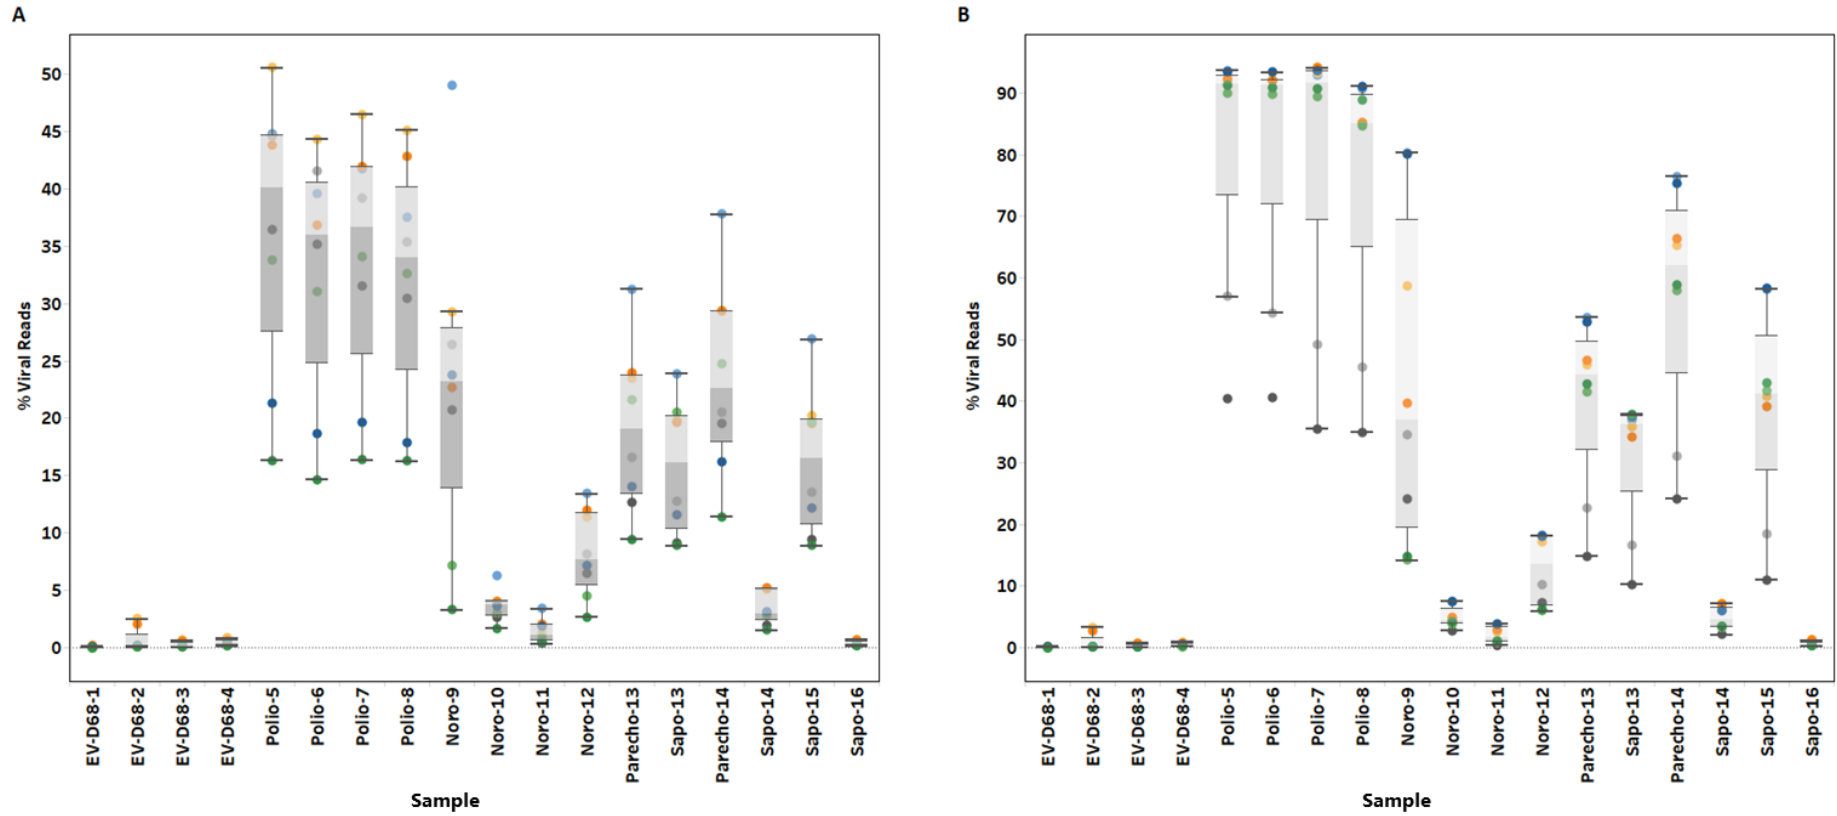 A
% Viral Reads
50
45
40
35
30
25
20
15
10
5
0
EV-D68-1
EV-D68-2
EV-D68-3
EV-D68-4
Polio-5
Polio-6
Polio-7
Polio-8
Noro-9
Noro-10
Noro-11
Noro-12
Parecho-13
Sapo-13
Parecho-14
Sapo-14
Sapo-15
Sapo-16
Sample
B
% Viral Reads
90
80
70
60
50
40
30
20
10
0
EV-D68-1
EV-D68-2
EV-D68-3
EV-D68-4
Polio-5
Polio-6
Polio-7
Polio-8
Noro-9
Noro-10
Noro-11
Noro-12
Parecho-13
Sapo-13
Parecho-14
Sapo-14
Sapo-15
Sapo-16
Sample